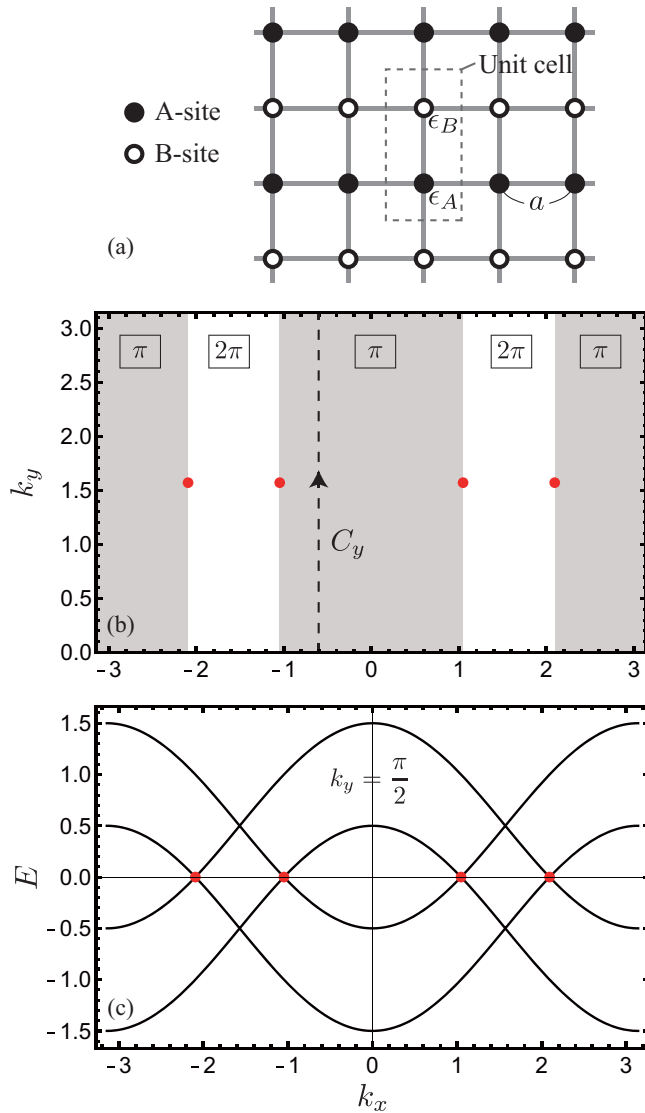 Unit cell
A-site
B-site
ϵ_B
ϵ_A
a
(a)
3.0
2.5
2.0
1.5
1.0
0.5
0.0
k_y
π 2π π 2π π
C_y
(b)
−3 −2 −1 0 1 2 3
1.5
1.0
0.5
0.0
−0.5
−1.0
−1.5
E
k_y = π/2
(c)
−3 −2 −1 0 1 2 3
k_x